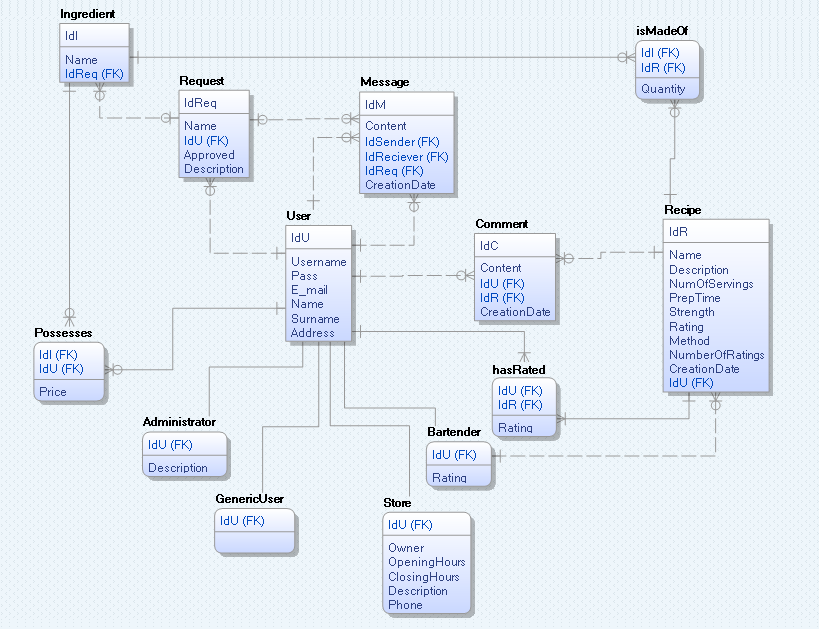 Ingredient
IdI
Name
IdReq (FK)
isMadeOf
IdI (FK)
IdR (FK)
Quantity
Request
IdReq
Name
IdU (FK)
Approved
Description
Message
IdM
Content
IdSender (FK)
IdReciever (FK)
IdReq (FK)
CreationDate
User
IdU
Username
Pass
E_mail
Name
Surname
Address
Comment
IdC
Content
IdU (FK)
IdR (FK)
CreationDate
Recipe
IdR
Name
Description
NumOfServings
PrepTime
Strength
Rating
Method
NumberOfRatings
CreationDate
IdU (FK)
Possesses
IdI (FK)
IdU (FK)
Price
hasRated
IdU (FK)
IdR (FK)
Rating
Administrator
IdU (FK)
Description
Bartender
IdU (FK)
Rating
GenericUser
IdU (FK)
Store
IdU (FK)
Owner
OpeningHours
ClosingHours
Description
Phone